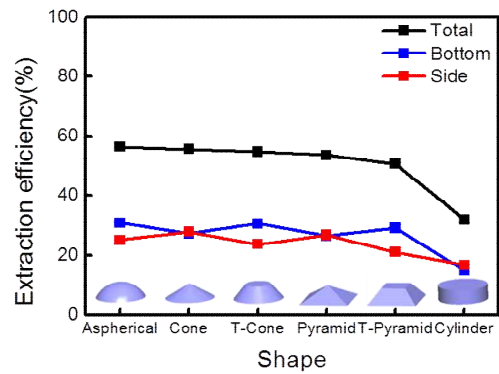 100
80
60
40
20
0
Extraction efficiency(%)
Total
Bottom
Side
Aspherical Cone T-Cone Pyramid T-Pyramid Cylinder
Shape